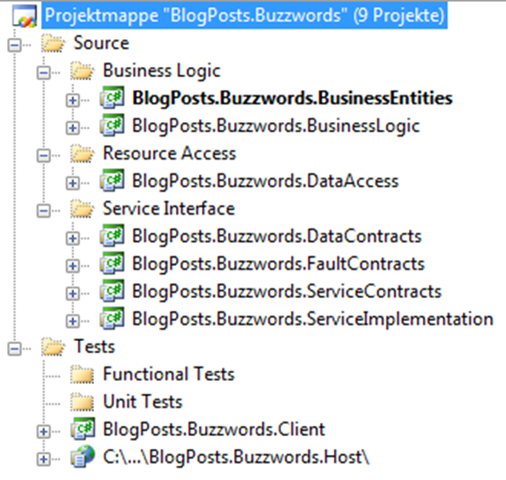 Projektmappe "BlogPosts.Buzzwords" (9 Projekte)
Source
Business Logic
BlogPosts.Buzzwords.BusinessEntities
BlogPosts.Buzzwords.BusinessLogic
Resource Access
BlogPosts.Buzzwords.DataAccess
Service Interface
BlogPosts.Buzzwords.DataContracts
BlogPosts.Buzzwords.FaultContracts
BlogPosts.Buzzwords.ServiceContracts
BlogPosts.Buzzwords.ServiceImplementation
Tests
Functional Tests
Unit Tests
BlogPosts.Buzzwords.Client
C:\...\BlogPosts.Buzzwords.Host\